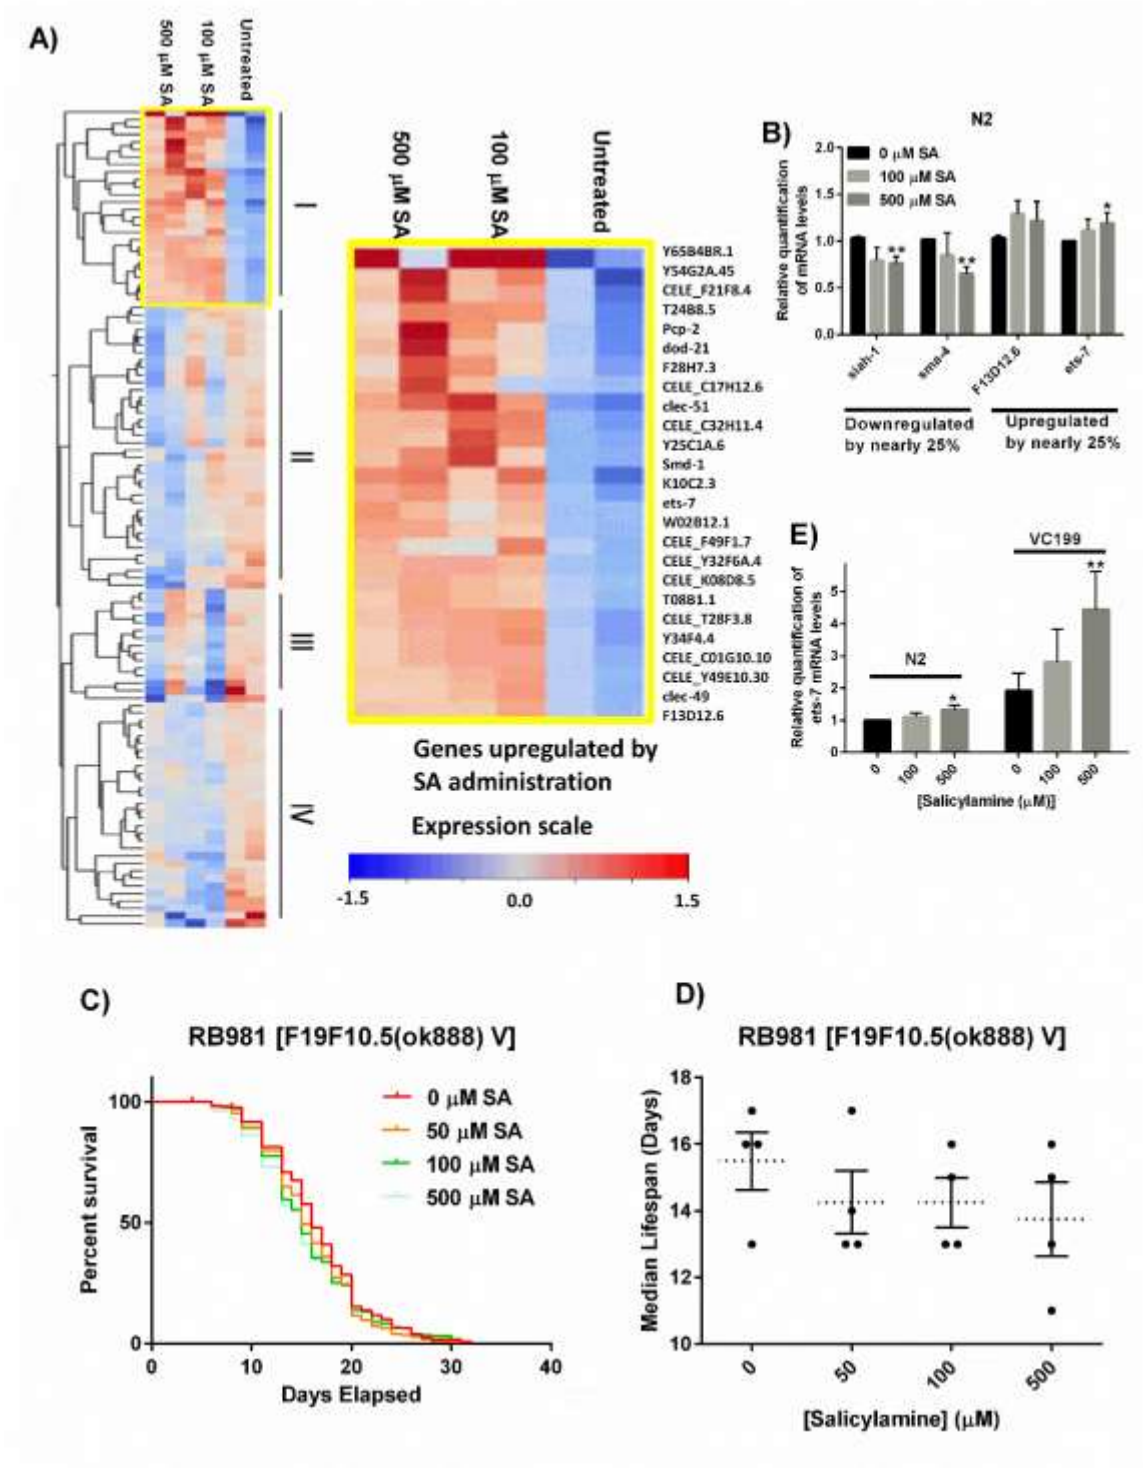 A)
500 μM SA
100 μM SA
Untreated
I
II
III
IV
500 μM SA
100 μM SA
Untreated
Y65B4BR.1
Y54G2A.45
CELE_F21F8.4
T24B8.5
Pcp-2
dod-21
F28H7.3
CELE_C17H12.6
clec-51
CELE_C32H11.4
Y25C1A.6
Smd-1
K10C2.3
ets-7
W02B12.1
CELE_F49F1.7
CELE_Y32F6A.4
CELE_K08D8.5
T08B1.1
CELE_T28F3.8
Y34F4.4
CELE_C01G10.10
CELE_Y49E10.30
clec-49
F13D12.6
Genes upregulated by
SA administration
Expression scale
-1.5 0.0 1.5
B)
N2
0 μM SA
100 μM SA
500 μM SA
Relative quantification
of mRNA levels
2.0
1.5
1.0
0.5
0.0
** ** *
siah-1 sma-4 F13D12.6 ets-7
Downregulated
by nearly 25%
Upregulated
by nearly 25%
E)
VC199
**
N2
*
Relative quantification of
ets-7 mRNA levels
5
4
3
2
1
0
0 100 500 0 100 500
[Salicylamine (μM)]
C)
RB981 [F19F10.5(ok888) V]
0 μM SA
50 μM SA
100 μM SA
500 μM SA
Percent survival
100
50
0
0 10 20 30 40
Days Elapsed
D)
RB981 [F19F10.5(ok888) V]
Median Lifespan (Days)
18
16
14
12
10
0 50 100 500
[Salicylamine] (μM)